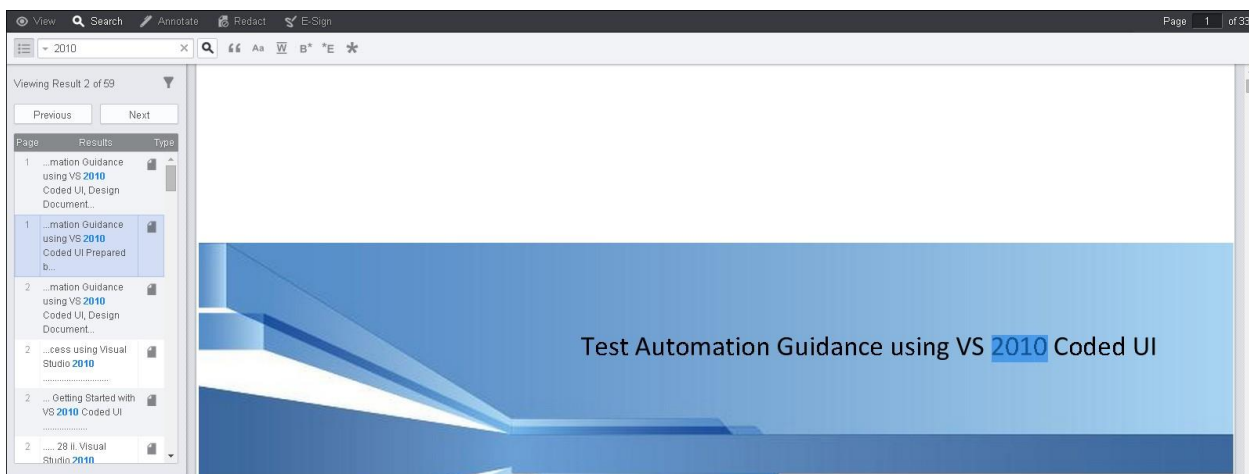 View Search Annotate Redact E-Sign Page 1 of 33
2010 × “ Aa W B* *E *
Viewing Result 2 of 59
Previous Next
Page Results Type
1 ...mation Guidance
using VS 2010
Coded UI, Design
Document...
1 ...mation Guidance
using VS 2010
Coded UI Prepared
b...
2 ...mation Guidance
using VS 2010
Coded UI, Design
Document...
2 ...cess using Visual
Studio 2010
..............................
2 ... Getting Started with
VS 2010 Coded UI
....................
2 ..... 28 ii. Visual
Studio 2010
Test Automation Guidance using VS 2010 Coded UI